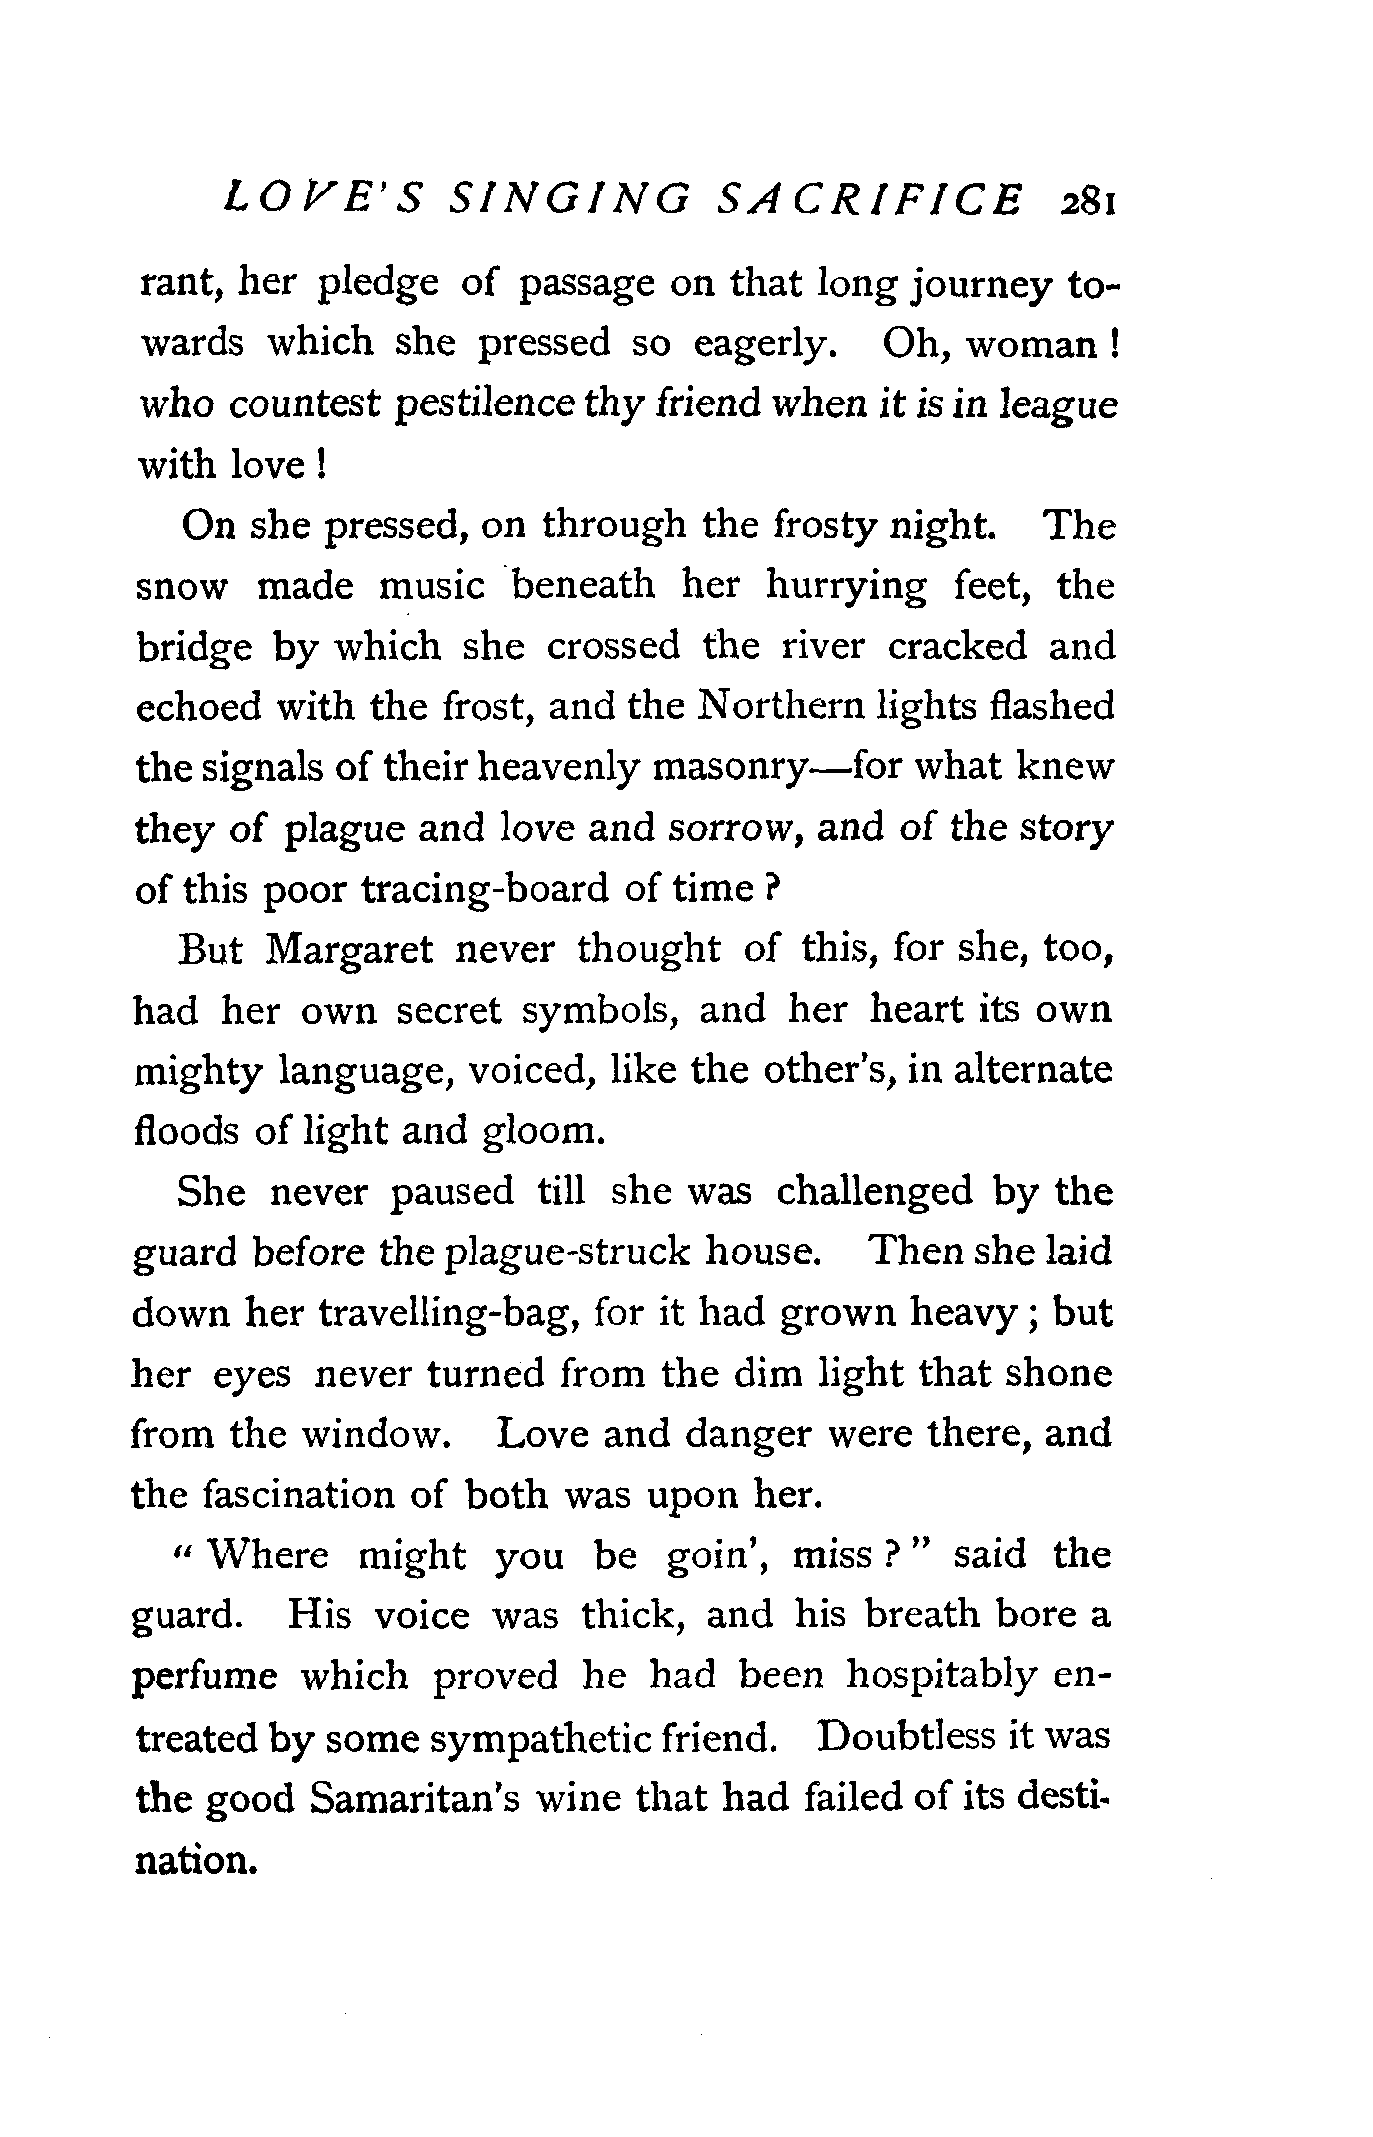 LOVE'S SINGING SACRIFICE 281
rant, her pledge of passage on that long journey to-
wards which she pressed so eagerly. Oh, woman !
who countest pestilence thy friend when it is in league
with love !
On she pressed, on through the frosty night. The
snow made music beneath her hurrying feet, the
bridge by which she crossed the river cracked and
echoed with the frost, and the Northern lights flashed
the signals of their heavenly masonry—for what knew
they of plague and love and sorrow, and of the story
of this poor tracing-board of time ?
But Margaret never thought of this, for she, too,
had her own secret symbols, and her heart its own
mighty language, voiced, like the other's, in alternate
floods of light and gloom.
She never paused till she was challenged by the
guard before the plague-struck house. Then she laid
down her travelling-bag, for it had grown heavy ; but
her eyes never turned from the dim light that shone
from the window. Love and danger were there, and
the fascination of both was upon her.
“ Where might you be goin', miss ? ” said the
guard. His voice was thick, and his breath bore a
perfume which proved he had been hospitably en-
treated by some sympathetic friend. Doubtless it was
the good Samaritan's wine that had failed of its desti-
nation.